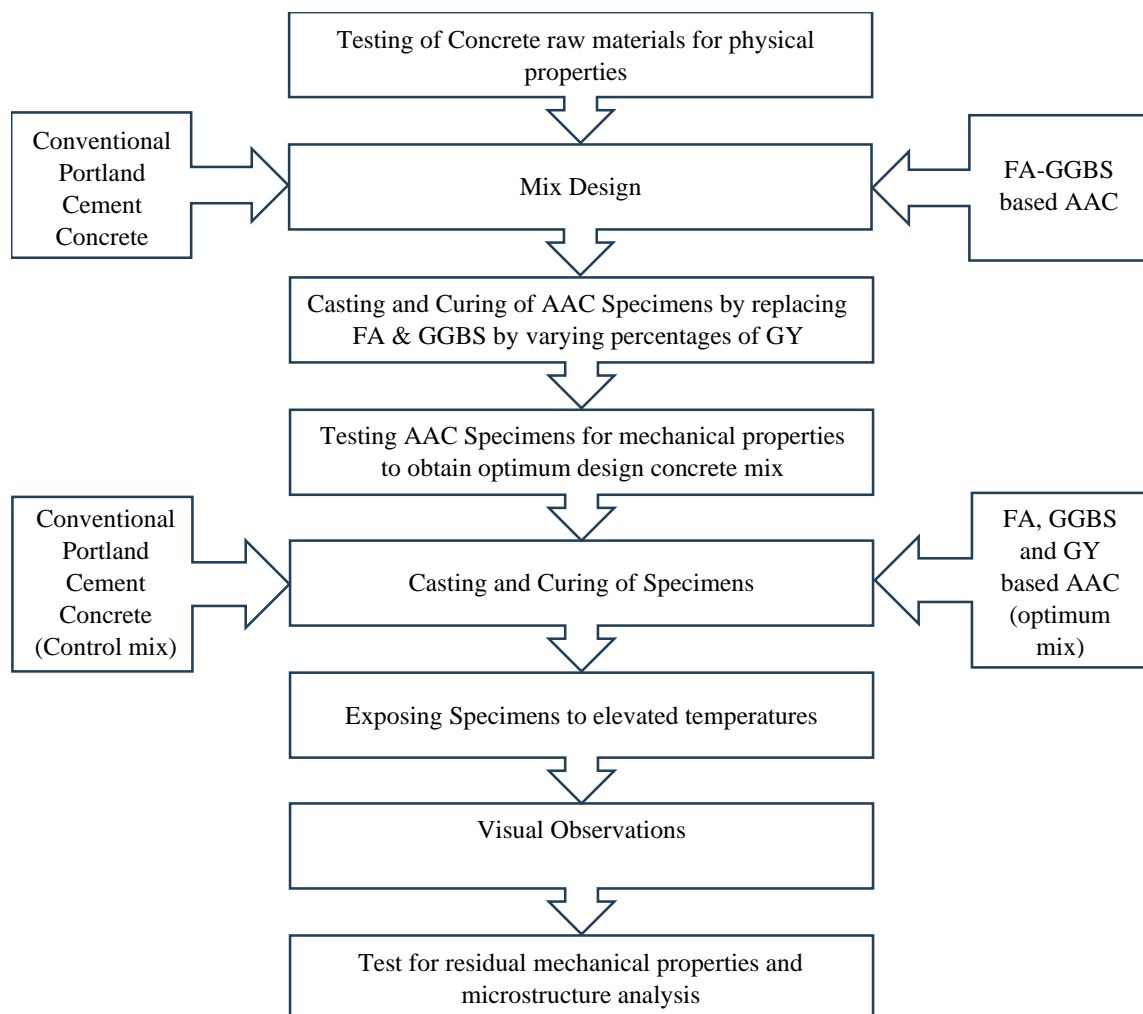 Testing of Concrete raw materials for physical
properties
Conventional
Portland
Cement
Concrete
Mix Design
FA-GGBS
based AAC
Casting and Curing of AAC Specimens by replacing
FA & GGBS by varying percentages of GY
Testing AAC Specimens for mechanical properties
to obtain optimum design concrete mix
Conventional
Portland
Cement
Concrete
(Control mix)
Casting and Curing of Specimens
FA, GGBS
and GY
based AAC
(optimum
mix)
Exposing Specimens to elevated temperatures
Visual Observations
Test for residual mechanical properties and
microstructure analysis